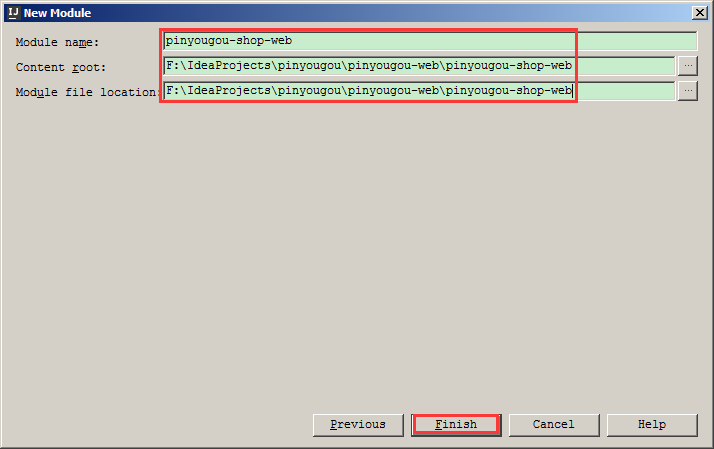 IJ New Module
Module name: pinyougou-shop-web
Content root: F:\IdeaProjects\pinyougou\pinyougou-web\pinyougou-shop-web ...
Module file location: F:\IdeaProjects\pinyougou\pinyougou-web\pinyougou-shop-web ...
Previous Finish Cancel Help